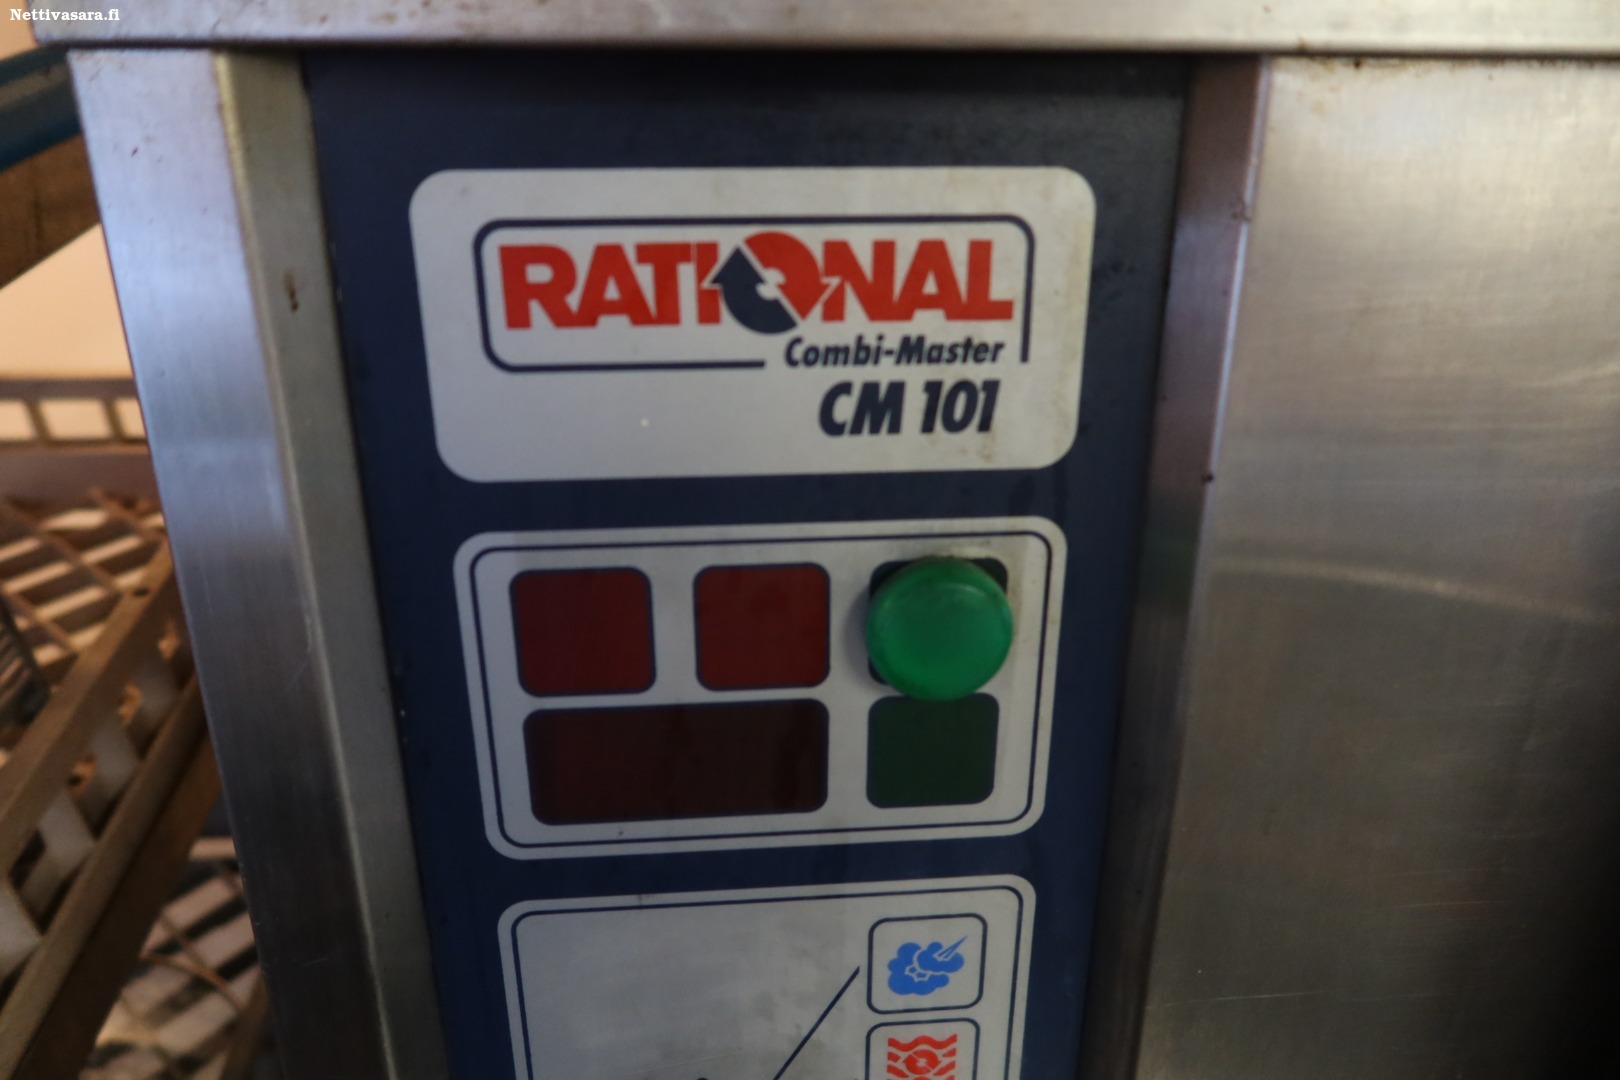 Nettivasara.fi
RATIONAL
Combi-Master
CM 101